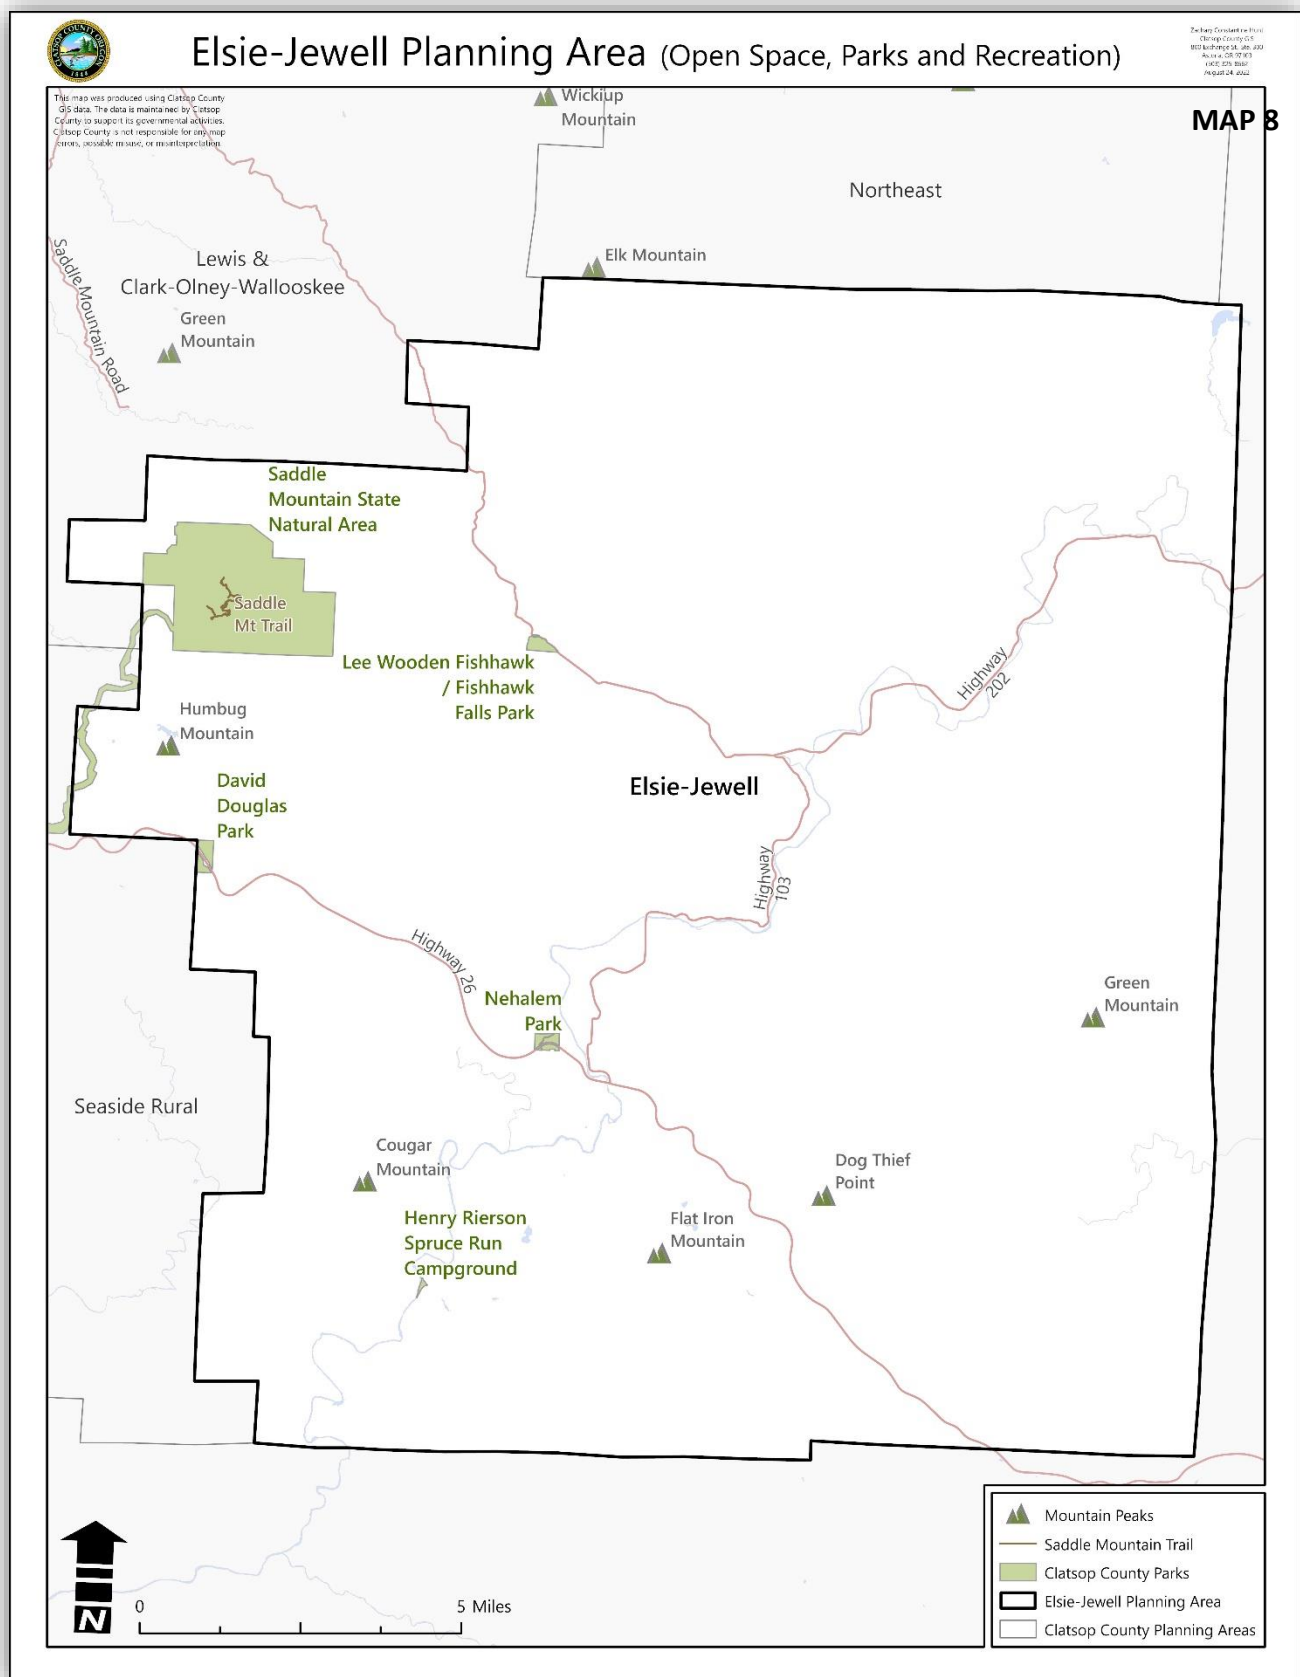 Elsie-Jewell Planning Area (Open Space, Parks and Recreation)
Clatsop County GIS
August 24, 2022
This map was produced using Clatsop County
GIS data. The data is maintained by Clatsop
County to support its governmental activities.
Clatsop County is not responsible for any map
errors, possible misuse, or misinterpretation.
MAP 8
Wickiup
Mountain
Northeast
Elk Mountain
Lewis &
Clark-Olney-Wallooskee
Saddle Mountain Road
Green
Mountain
Saddle
Mountain State
Natural Area
Saddle
Mt Trail
Lee Wooden Fishhawk
/ Fishhawk
Falls Park
Highway
202
Humbug
Mountain
David
Douglas
Park
Elsie-Jewell
Highway
103
Highway 26
Nehalem
Park
Green
Mountain
Seaside Rural
Cougar
Mountain
Dog Thief
Point
Henry Rierson
Spruce Run
Campground
Flat Iron
Mountain
N
0 5 Miles
Mountain Peaks
Saddle Mountain Trail
Clatsop County Parks
Elsie-Jewell Planning Area
Clatsop County Planning Areas